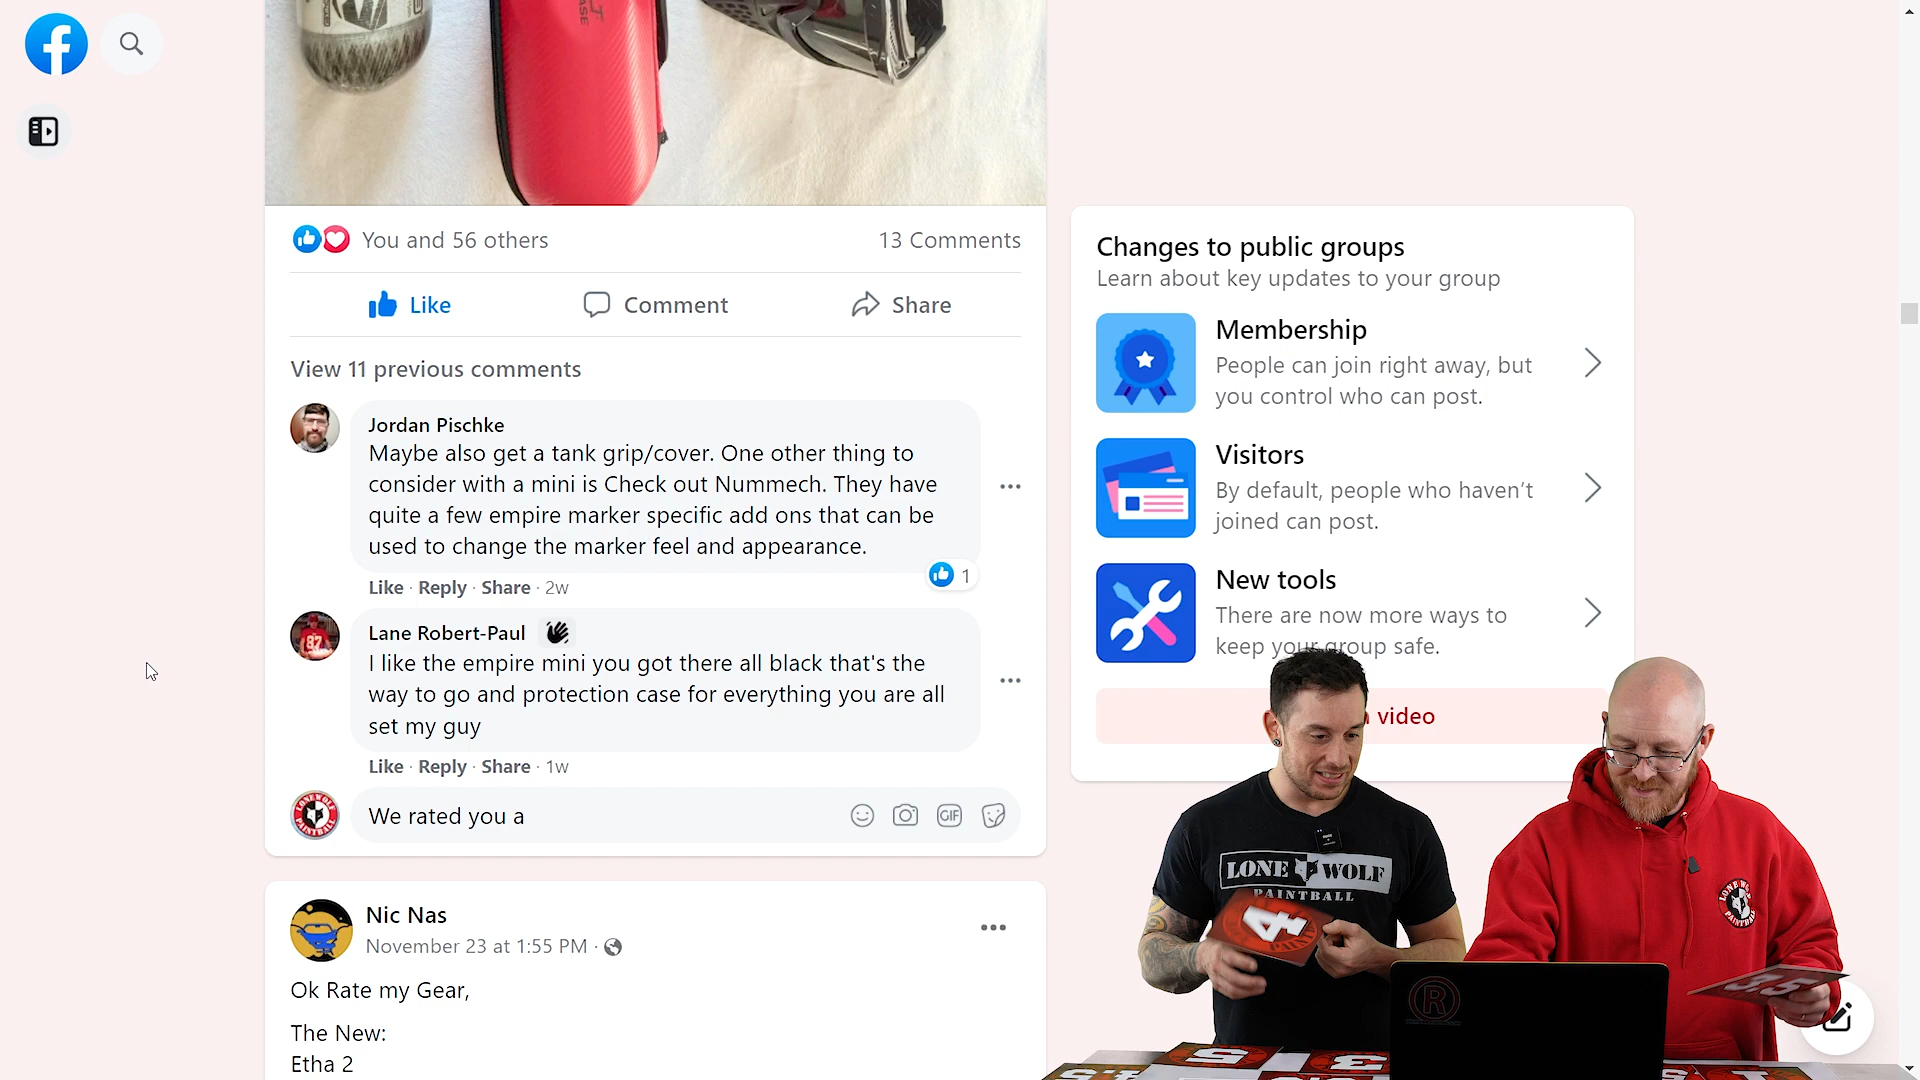 You and 56 others
13 Comments
Like
Comment
Share
View 11 previous comments
Jordan Pischke
Maybe also get a tank grip/cover. One other thing to
consider with a mini is Check out Nummech. They have
quite a few empire marker specific add ons that can be
used to change the marker feel and appearance.
Like · Reply · Share · 2w
1
Lane Robert-Paul
I like the empire mini you got there all black that's the
way to go and protection case for everything you are all
set my guy
Like · Reply · Share · 1w
We rated you a
GIF
Nic Nas
November 23 at 1:55 PM ·
Ok Rate my Gear,
The New:
Etha 2
Changes to public groups
Learn about key updates to your group
Membership
People can join right away, but
you control who can post.
Visitors
By default, people who haven't
joined can post.
New tools
There are now more ways to
keep your group safe.
video
LONE WOLF
PAINTBALL
4
LONE WOLF
PAINTBALL
3.5
R
5
3